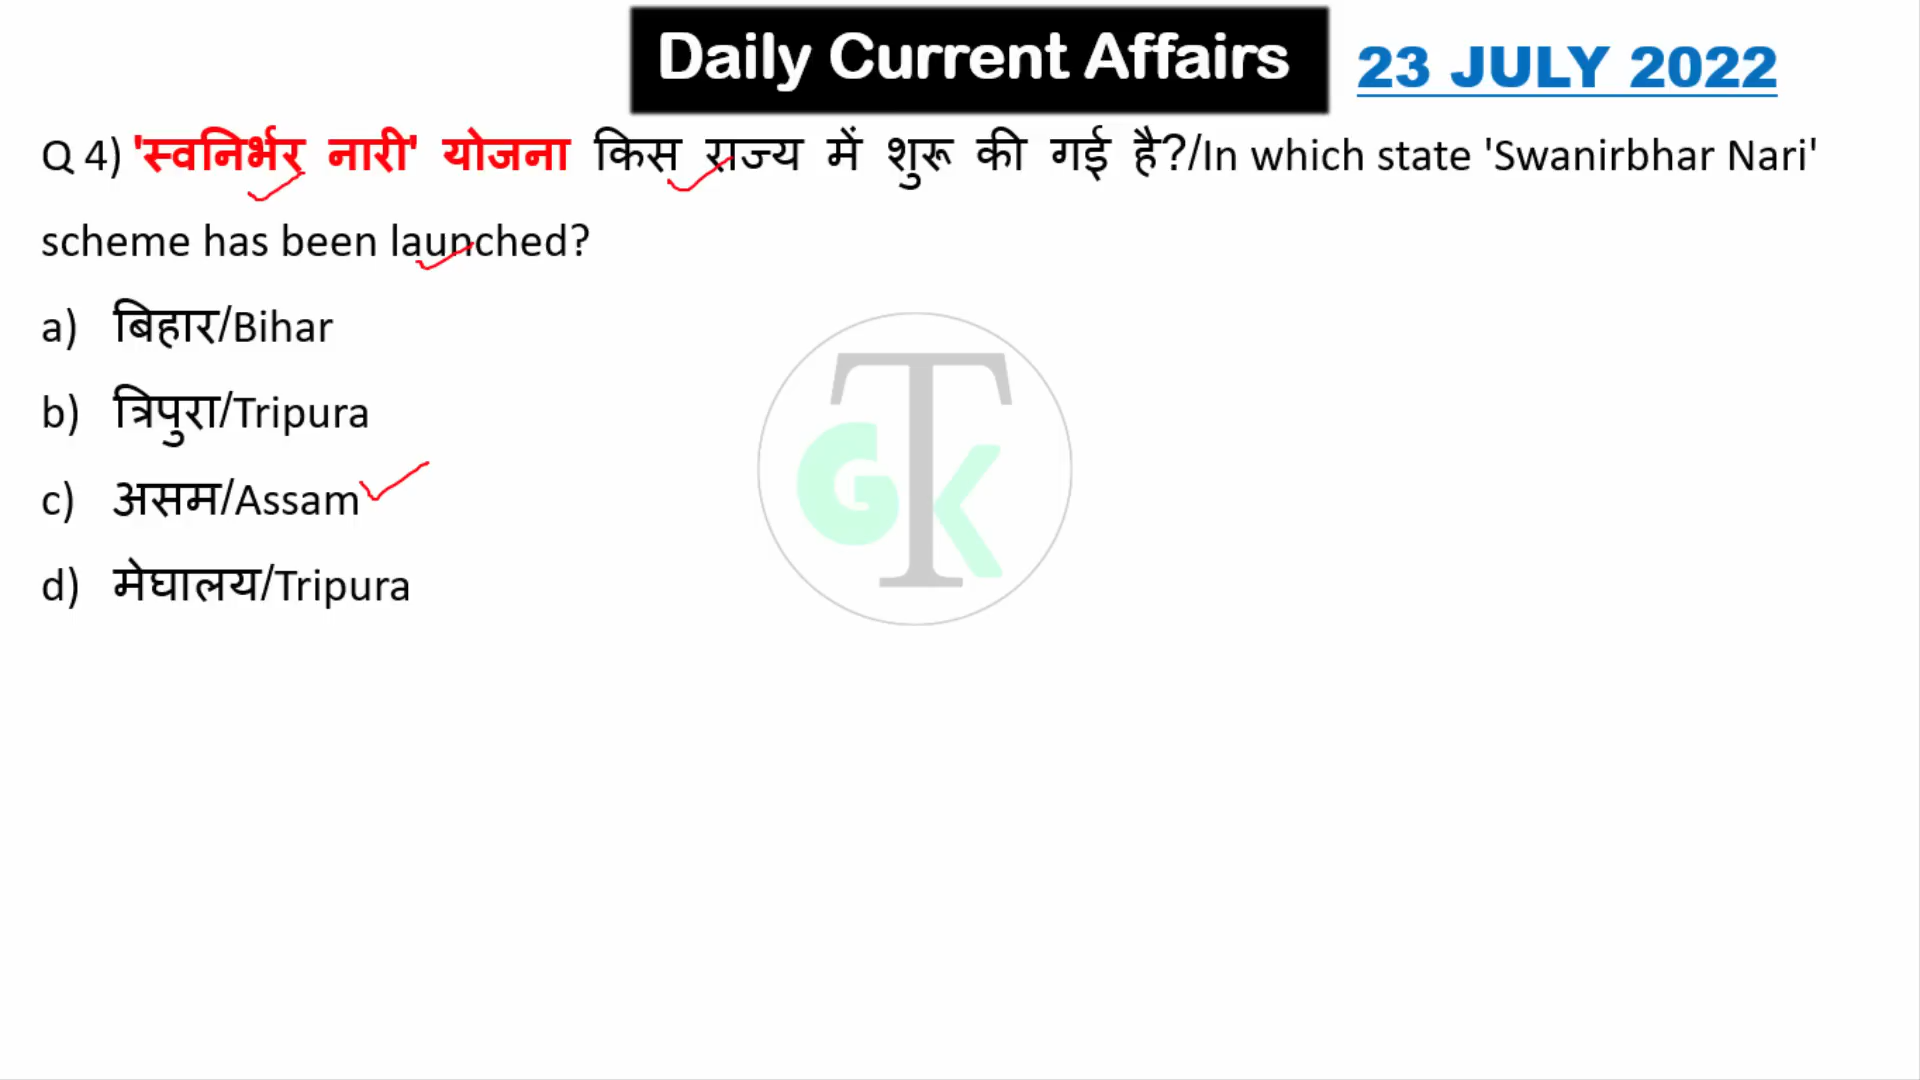 Daily Current Affairs 23 JULY 2022
Q 4) 'स्वनिर्भर नारी' योजना किस राज्य में शुरू की गई है?/In which state 'Swanirbhar Nari'
scheme has been launched?
a) बिहार/Bihar
b) त्रिपुरा/Tripura
c) असम/Assam
d) मेघालय/Tripura
GTK